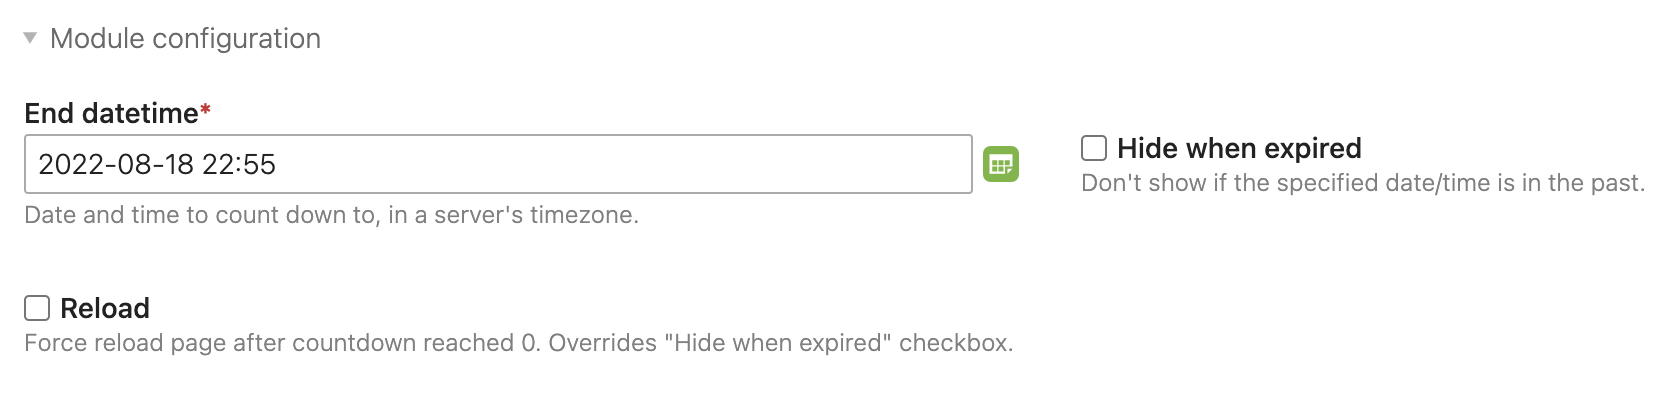 Module configuration
End datetime*
2022-08-18 22:55
Date and time to count down to, in a server's timezone.
Hide when expired
Don't show if the specified date/time is in the past.
Reload
Force reload page after countdown reached 0. Overrides "Hide when expired" checkbox.